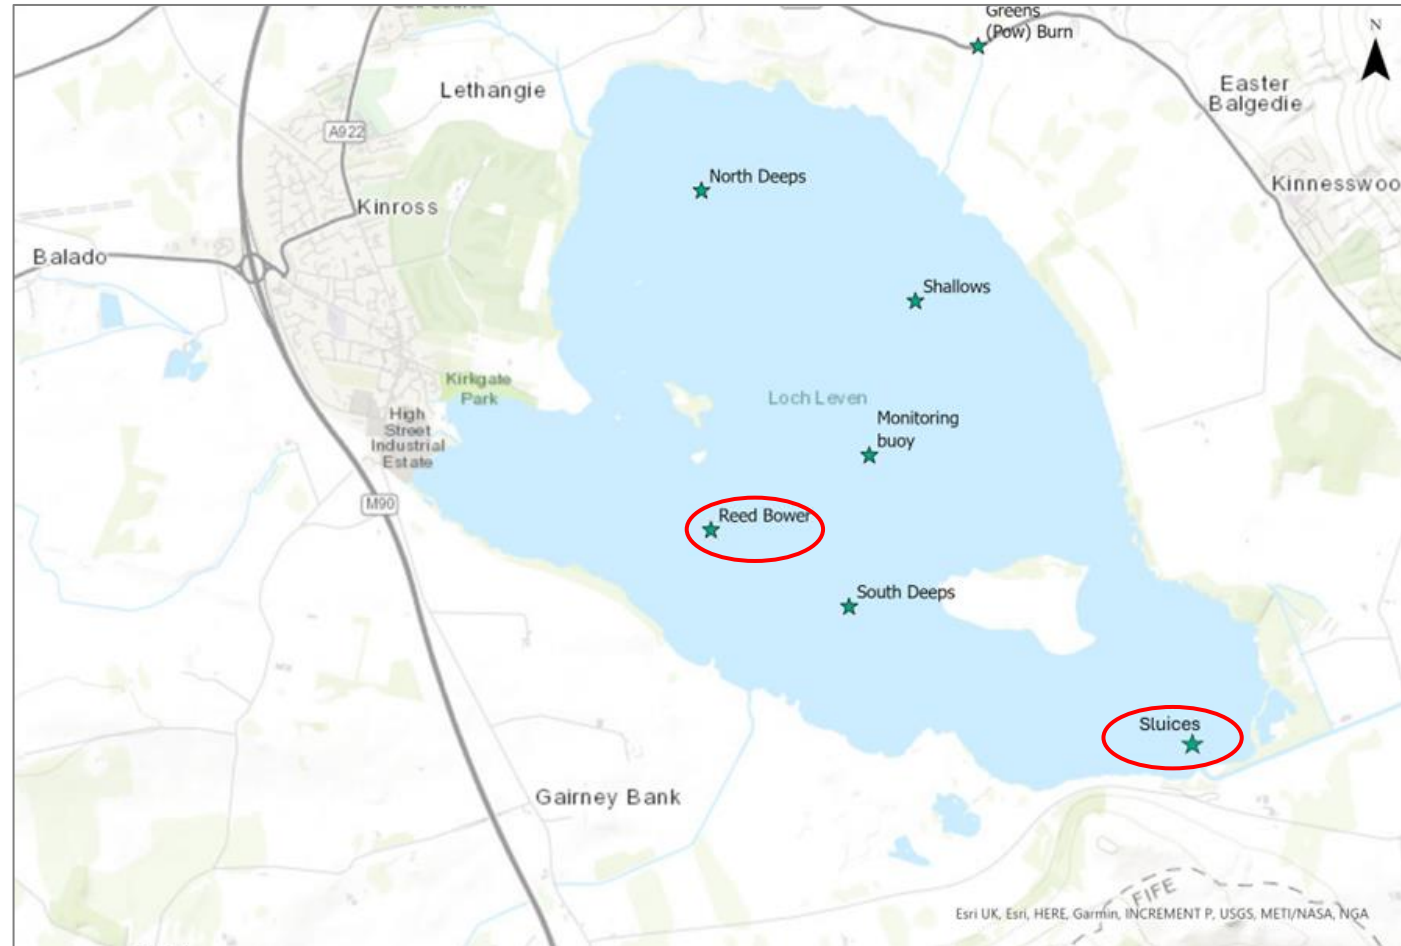 Greens
(Pow) Burn
N
Lethangie
Easter
Balgedie
A922
North Deeps
Kinnesswoo
Kinross
Balado
Shallows
Kirkgate
Park
Loch Leven
High
Street
Industrial
Estate
Monitoring
buoy
M90
Reed Bower
South Deeps
Sluices
Gairney Bank
FIFE
Esri UK, Esri, HERE, Garmin, INCREMENT P, USGS, METI/NASA, NGA